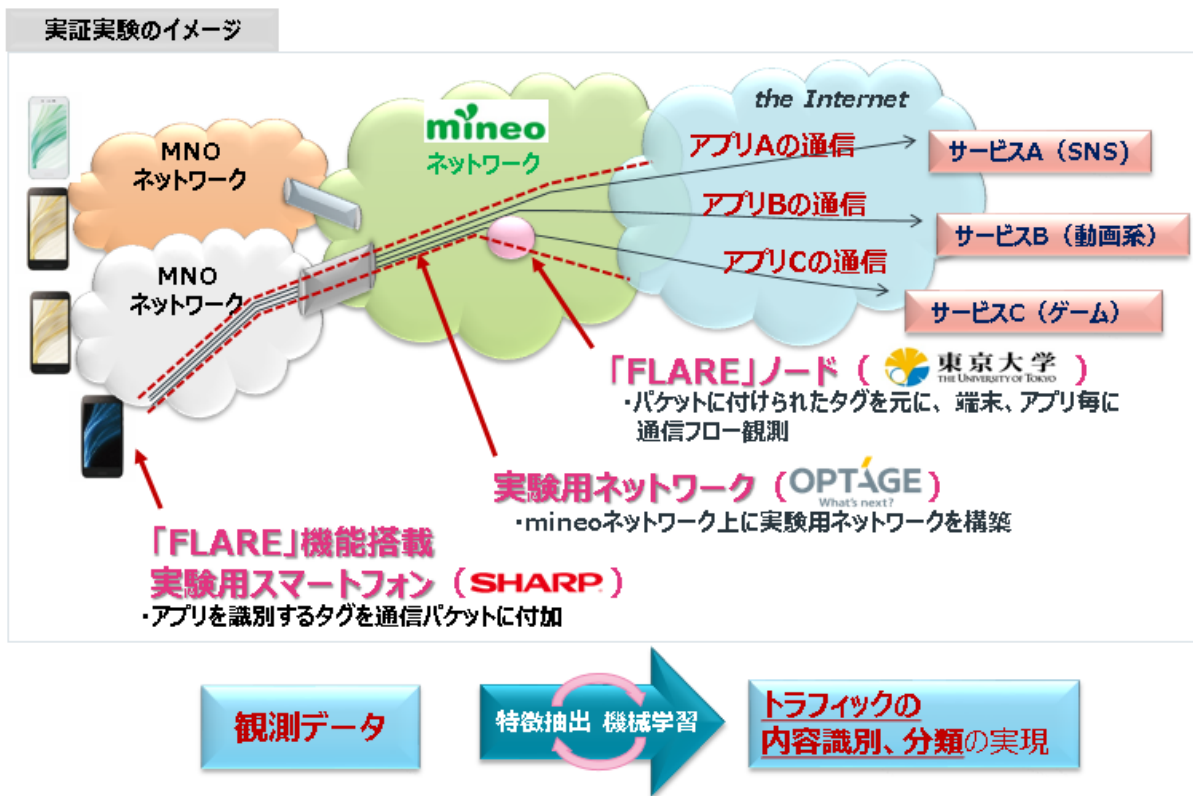 実証実験のイメージ
MNO
ネットワーク
MNO
ネットワーク
mineo
ネットワーク
the Internet
アプリAの通信
アプリBの通信
アプリCの通信
サービスA（SNS)
サービスB（動画系）
サービスC（ゲーム）
「FLARE」ノード（ 東京大学 THE UNIVERSITY OF TOKYO ）
・パケットに付けられたタグを元に、端末、アプリ毎に
通信フロー観測
実験用ネットワーク（OPTAGE What's next?）
・mineoネットワーク上に実験用ネットワークを構築
「FLARE」機能搭載
実験用スマートフォン（SHARP）
・アプリを識別するタグを通信パケットに付加
観測データ
特徴抽出 機械学習
トラフィックの
内容識別、分類の実現